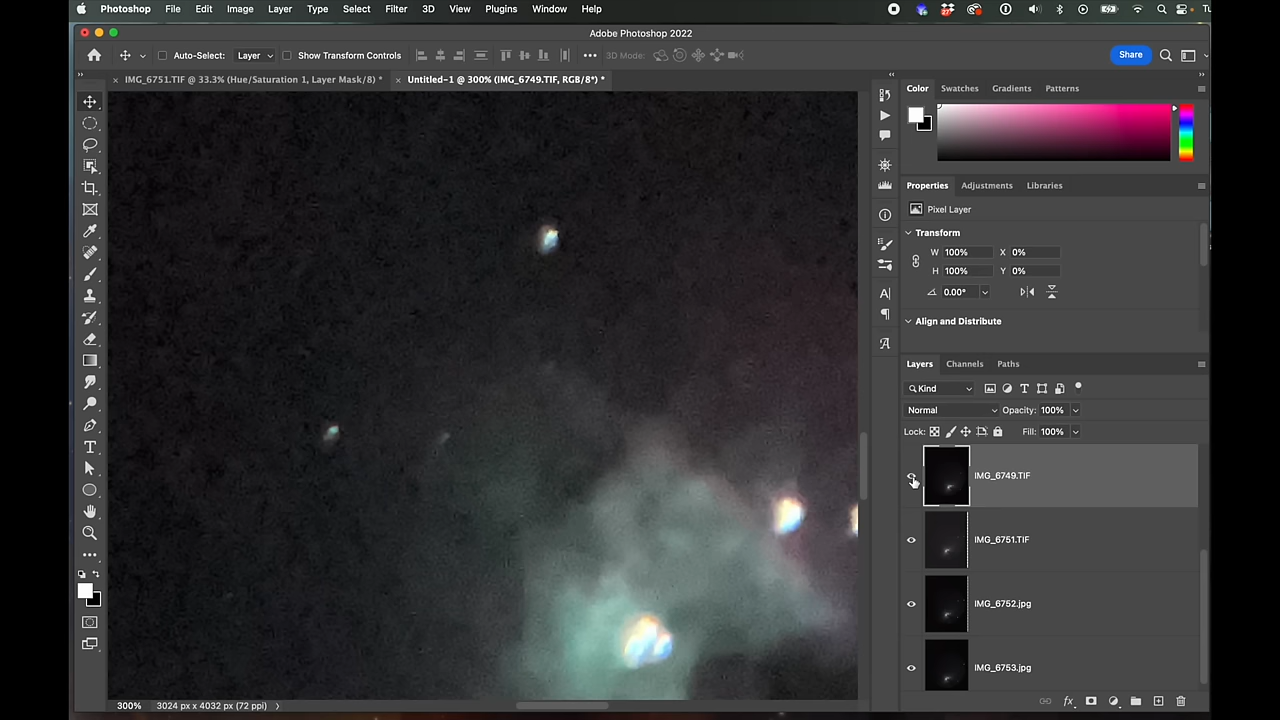 Photoshop File Edit Image Layer Type Select Filter 3D View Plugins Window Help
Adobe Photoshop 2022
Auto-Select: Layer Show Transform Controls 3D Mode: Share
IMG_6751.TIF @ 33.3% (Hue/Saturation 1, Layer Mask/8) * Untitled-1 @ 300% (IMG_6749.TIF, RGB/8*) *
Color Swatches Gradients Patterns
Properties Adjustments Libraries
Pixel Layer
Transform
W 100% X 0%
H 100% Y 0%
0.00°
Align and Distribute
Layers Channels Paths
Kind
Normal Opacity: 100%
Lock: Fill: 100%
IMG_6749.TIF
IMG_6751.TIF
IMG_6752.jpg
IMG_6753.jpg
300% 3024 px x 4032 px (72 ppi)